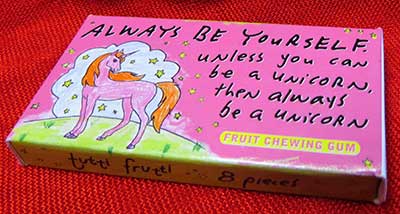 ALWAYS BE YOURSELF.
unless you can
be a unicorn,
then always
be a unicorn
FRUIT CHEWING GUM
tutti frutti 8 pieces